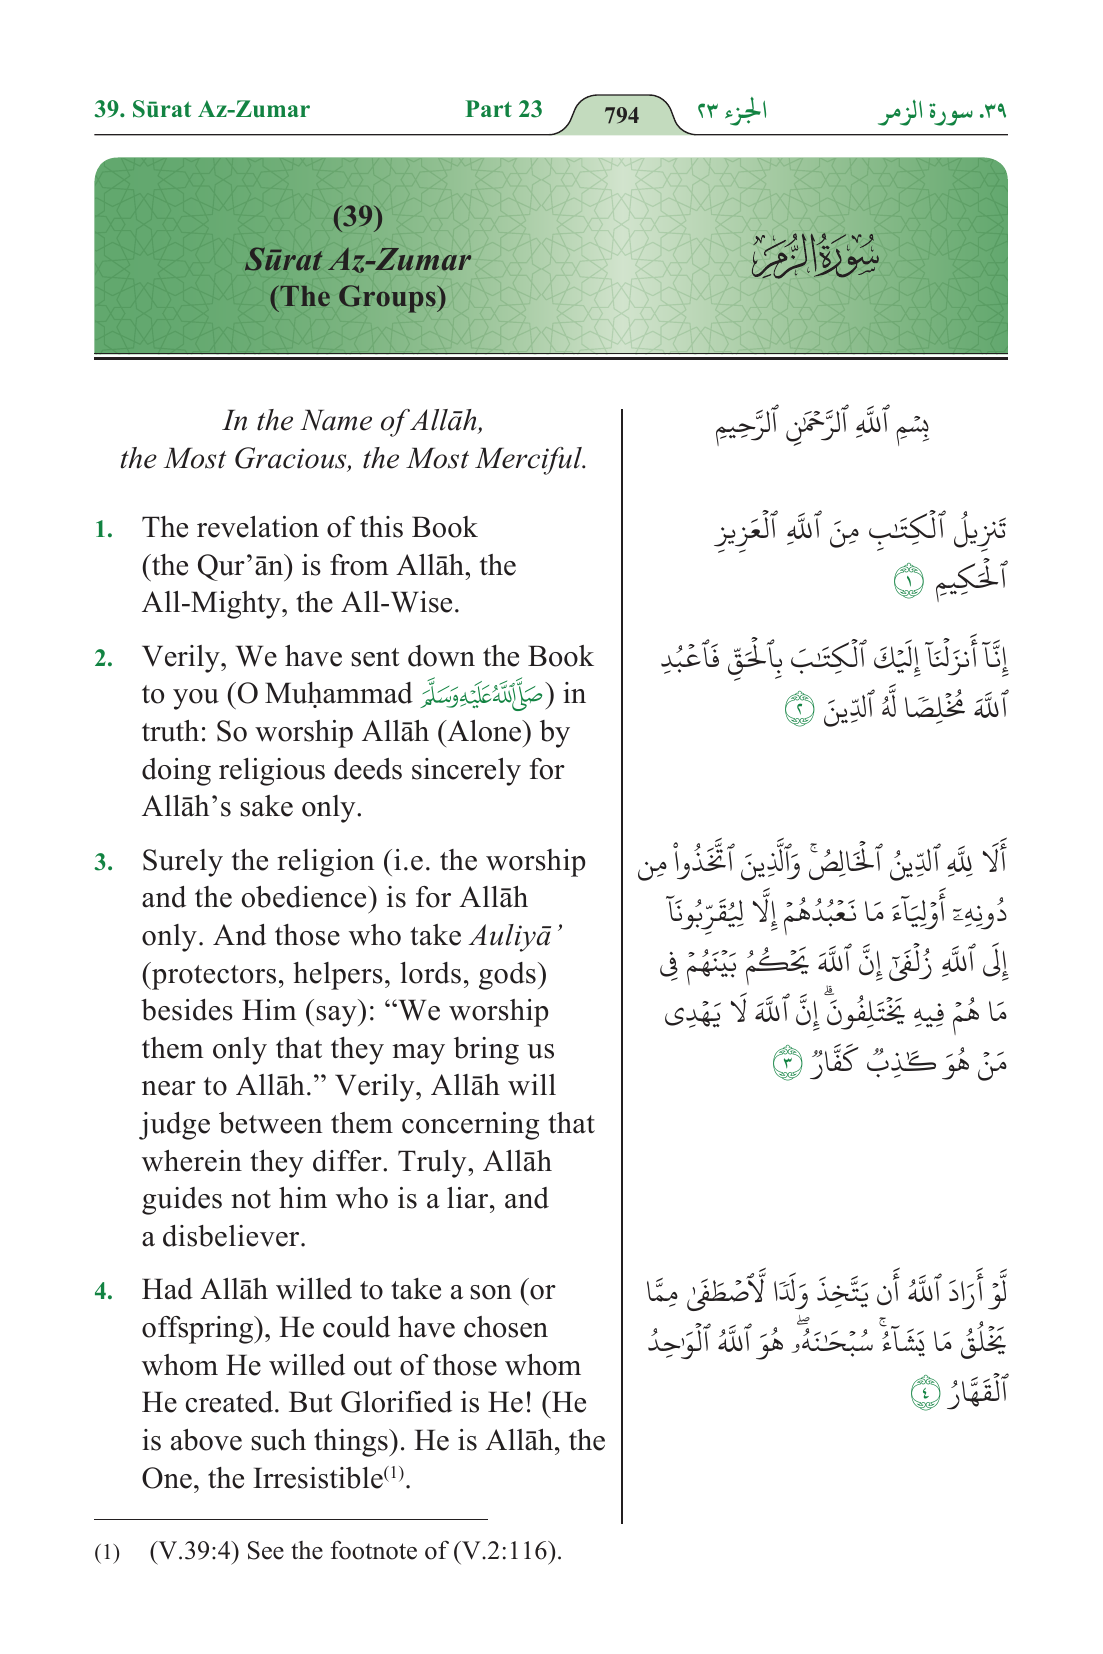 39. Sūrat Az-Zumar Part 23 794 الجزء ٢٣ ٣٩. سورة الزمر
(39)
Sūrat Az-Zumar
(The Groups)
سُورَةُ الزُّمَرِ
In the Name of Allāh,
the Most Gracious, the Most Merciful.
1. The revelation of this Book
(the Qur’ān) is from Allāh, the
All-Mighty, the All-Wise.
2. Verily, We have sent down the Book
to you (O Muḥammad صَلَّى اللَّهُ عَلَيْهِ وَسَلَّمَ) in
truth: So worship Allāh (Alone) by
doing religious deeds sincerely for
Allāh’s sake only.
3. Surely the religion (i.e. the worship
and the obedience) is for Allāh
only. And those who take Auliyā’
(protectors, helpers, lords, gods)
besides Him (say): “We worship
them only that they may bring us
near to Allāh.” Verily, Allāh will
judge between them concerning that
wherein they differ. Truly, Allāh
guides not him who is a liar, and
a disbeliever.
4. Had Allāh willed to take a son (or
offspring), He could have chosen
whom He willed out of those whom
He created. But Glorified is He! (He
is above such things). He is Allāh, the
One, the Irresistible(1).
بِسْمِ ٱللَّهِ ٱلرَّحْمَٰنِ ٱلرَّحِيمِ
تَنزِيلُ ٱلْكِتَٰبِ مِنَ ٱللَّهِ ٱلْعَزِيزِ
ٱلْحَكِيمِ ١
إِنَّآ أَنزَلْنَآ إِلَيْكَ ٱلْكِتَٰبَ بِٱلْحَقِّ فَٱعْبُدِ
ٱللَّهَ مُخْلِصًا لَّهُ ٱلدِّينَ ٢
أَلَا لِلَّهِ ٱلدِّينُ ٱلْخَالِصُ ۚ وَٱلَّذِينَ ٱتَّخَذُوا۟ مِن
دُونِهِۦٓ أَوْلِيَآءَ مَا نَعْبُدُهُمْ إِلَّا لِيُقَرِّبُونَآ
إِلَى ٱللَّهِ زُلْفَىٰٓ إِنَّ ٱللَّهَ يَحْكُمُ بَيْنَهُمْ فِى
مَا هُمْ فِيهِ يَخْتَلِفُونَ ۗ إِنَّ ٱللَّهَ لَا يَهْدِى
مَنْ هُوَ كَٰذِبٌ كَفَّارٌ ٣
لَّوْ أَرَادَ ٱللَّهُ أَن يَتَّخِذَ وَلَدًا لَّٱصْطَفَىٰ مِمَّا
يَخْلُقُ مَا يَشَآءُ ۚ سُبْحَٰنَهُۥ ۖ هُوَ ٱللَّهُ ٱلْوَٰحِدُ
ٱلْقَهَّارُ ٤
(1) (V.39:4) See the footnote of (V.2:116).